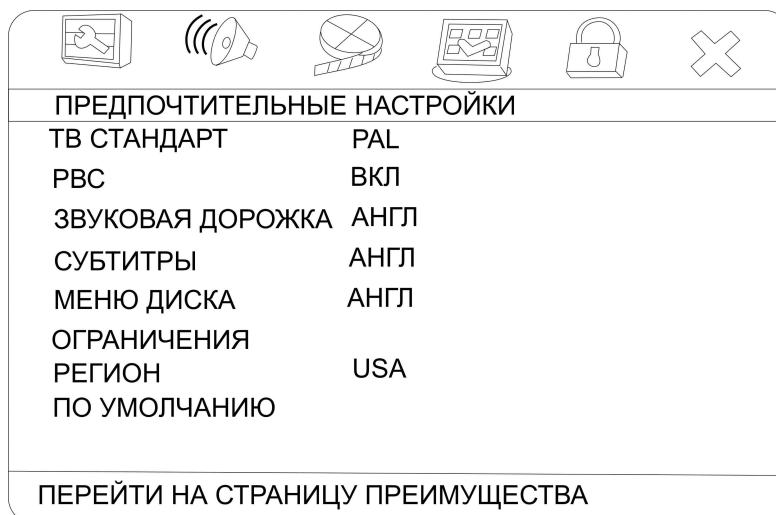 ПРЕДПОЧТИТЕЛЬНЫЕ НАСТРОЙКИ
ТВ СТАНДАРТ PAL
РВС ВКЛ
ЗВУКОВАЯ ДОРОЖКА АНГЛ
СУБТИТРЫ АНГЛ
МЕНЮ ДИСКА АНГЛ
ОГРАНИЧЕНИЯ
РЕГИОН USA
ПО УМОЛЧАНИЮ
ПЕРЕЙТИ НА СТРАНИЦУ ПРЕИМУЩЕСТВА